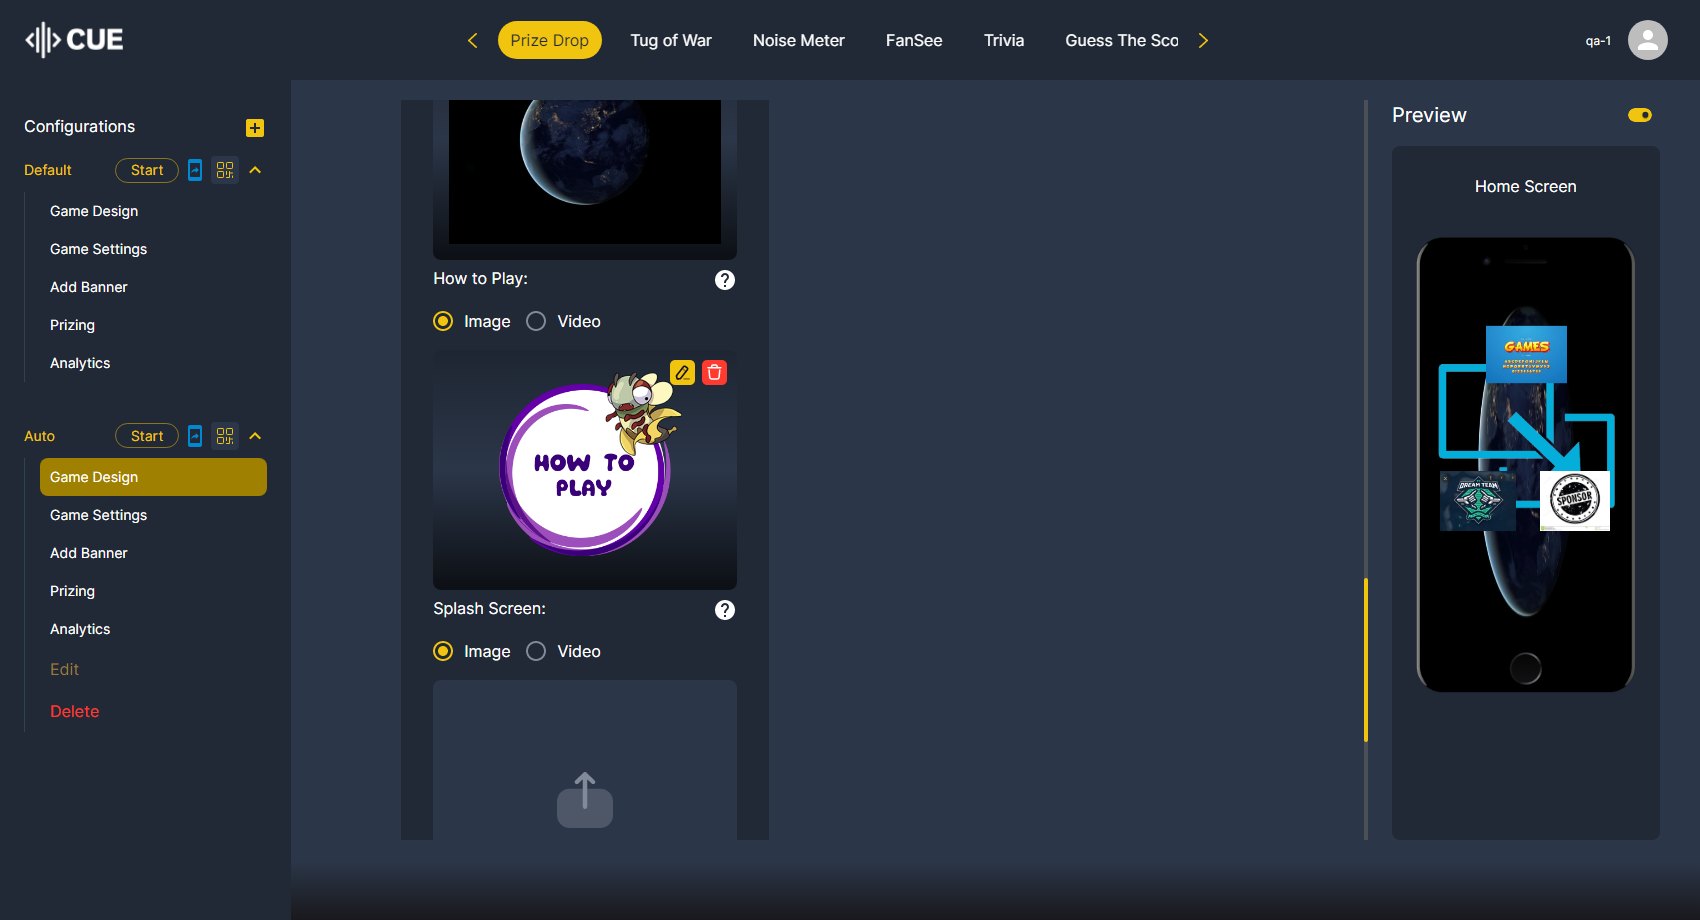 CUE
Prize Drop
Tug of War
Noise Meter
FanSee
Trivia
Guess The Sco
qa-1
Configurations
Default
Start
Game Design
Game Settings
Add Banner
Prizing
Analytics
Auto
Start
Game Design
Game Settings
Add Banner
Prizing
Analytics
Edit
Delete
How to Play:
?
Image
Video
HOW TO
PLAY
Splash Screen:
?
Image
Video
Preview
Home Screen
GAMES
DREAM TEAM
SPONSOR